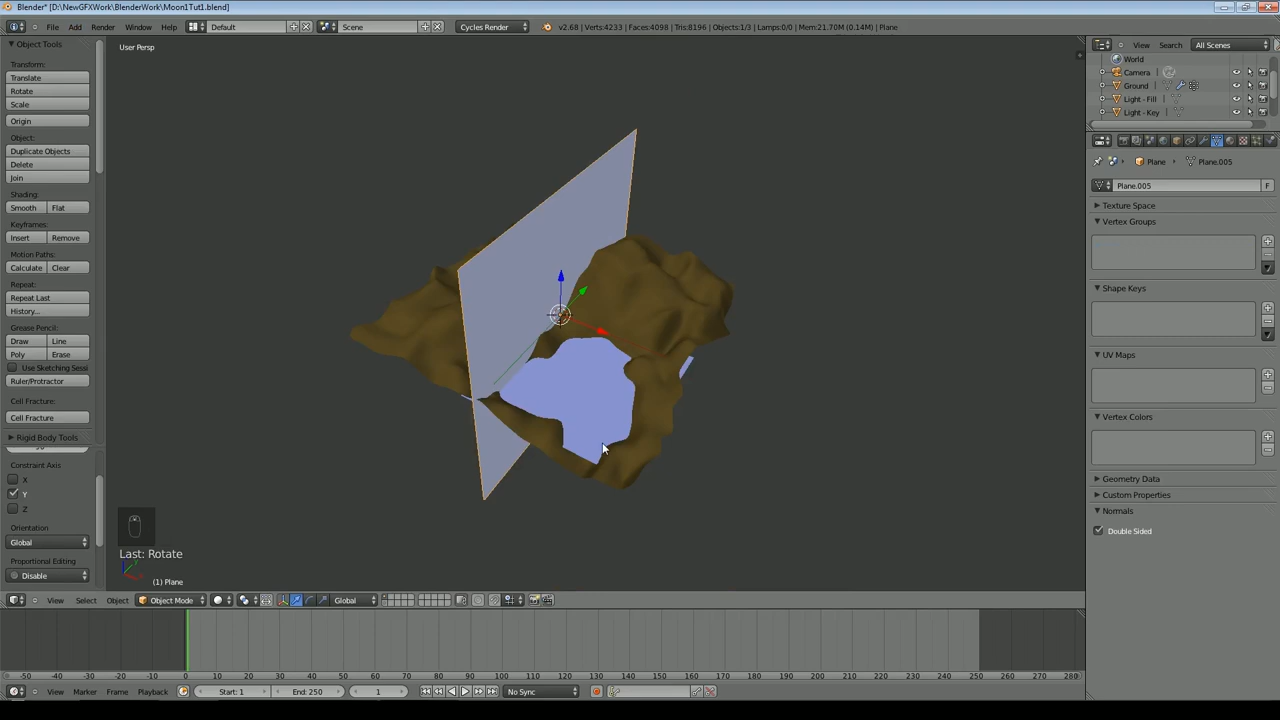 Blender* [D:\NewGFXWork\BlenderWork\Moon1Tut1.blend]
File Add Render Window Help Default Scene Cycles Render v2.68 | Verts:4233 | Faces:4098 | Tris:8196 | Objects:1/3 | Lamps:0/0 | Mem:21.70M (0.14M) | Plane
Object Tools
Transform:
Translate
Rotate
Scale
Origin
Object:
Duplicate Objects
Delete
Join
Shading:
Smooth Flat
Keyframes:
Insert Remove
Motion Paths:
Calculate Clear
Repeat:
Repeat Last
History...
Grease Pencil:
Draw Line
Poly Erase
Use Sketching Sessi
Ruler/Protractor
Cell Fracture:
Cell Fracture
Rigid Body Tools
Constraint Axis
X
Y
Z
Orientation
Global
Proportional Editing
Disable
User Persp
Last: Rotate
(1) Plane
View Select Object Object Mode Global
View Search All Scenes
World
Camera
Ground
Light - Fill
Light - Key
Plane Plane.005
Plane.005 F
Texture Space
Vertex Groups
Shape Keys
UV Maps
Vertex Colors
Geometry Data
Custom Properties
Normals
Double Sided
-50 -40 -30 -20 -10 0 10 20 30 40 50 60 70 80 90 100 110 120 130 140 150 160 170 180 190 200 210 220 230 240 250 260 270 280
View Marker Frame Playback Start: 1 End: 250 1 No Sync